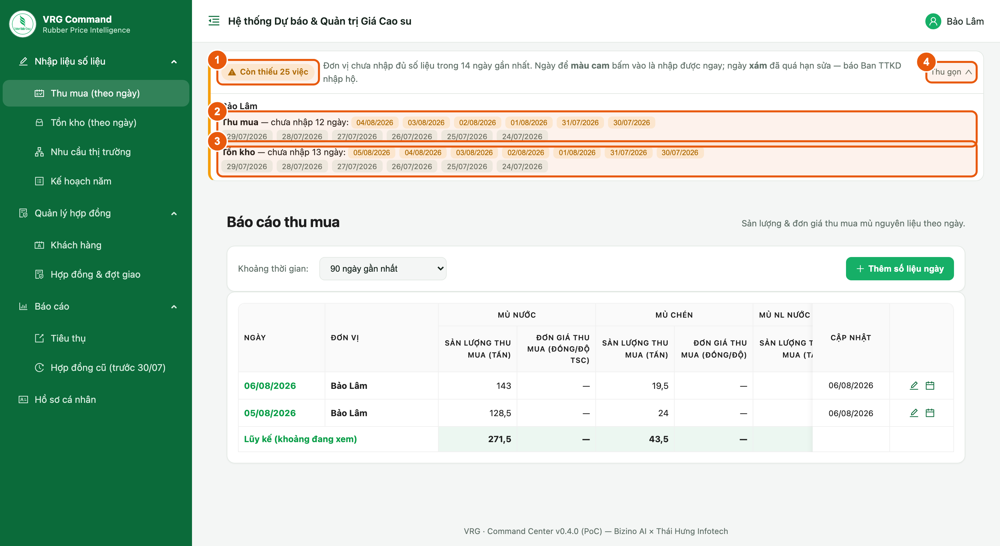 VRG Command
Rubber Price Intelligence
Nhập liệu số liệu
Thu mua (theo ngày)
Tồn kho (theo ngày)
Nhu cầu thị trường
Kế hoạch năm
Quản lý hợp đồng
Khách hàng
Hợp đồng & đợt giao
Báo cáo
Tiêu thụ
Hợp đồng cũ (trước 30/07)
Hồ sơ cá nhân
Hệ thống Dự báo & Quản trị Giá Cao su
Bảo Lâm
1
Còn thiếu 25 việc
Đơn vị chưa nhập đủ số liệu trong 14 ngày gần nhất. Ngày để màu cam bấm vào là nhập được ngay; ngày xám đã quá hạn sửa — báo Ban TTKD
nhập hộ.
4
Thu gọn
Bảo Lâm
2
Thu mua — chưa nhập 12 ngày: 04/08/2026 03/08/2026 02/08/2026 01/08/2026 31/07/2026 30/07/2026
29/07/2026 28/07/2026 27/07/2026 26/07/2026 25/07/2026 24/07/2026
3
Tồn kho — chưa nhập 13 ngày: 05/08/2026 04/08/2026 03/08/2026 02/08/2026 01/08/2026 31/07/2026 30/07/2026
29/07/2026 28/07/2026 27/07/2026 26/07/2026 25/07/2026 24/07/2026
Báo cáo thu mua
Sản lượng & đơn giá thu mua mủ nguyên liệu theo ngày.
Khoảng thời gian: 90 ngày gần nhất
+ Thêm số liệu ngày
NGÀY
ĐƠN VỊ
MỦ NƯỚC
MỦ CHÉN
MỦ NL NƯỚC
CẬP NHẬT
SẢN LƯỢNG THU
MUA (TẤN)
ĐƠN GIÁ THU
MUA (ĐỒNG/ĐỘ
TSC)
SẢN LƯỢNG THU
MUA (TẤN)
ĐƠN GIÁ THU
MUA (ĐỒNG/ĐỘ)
SẢN LƯỢNG
MUA
06/08/2026 Bảo Lâm 143 — 19,5 — 06/08/2026
05/08/2026 Bảo Lâm 128,5 — 24 — 06/08/2026
Lũy kế (khoảng đang xem) 271,5 — 43,5 —
VRG · Command Center v0.4.0 (PoC) — Bizino AI × Thái Hưng Infotech